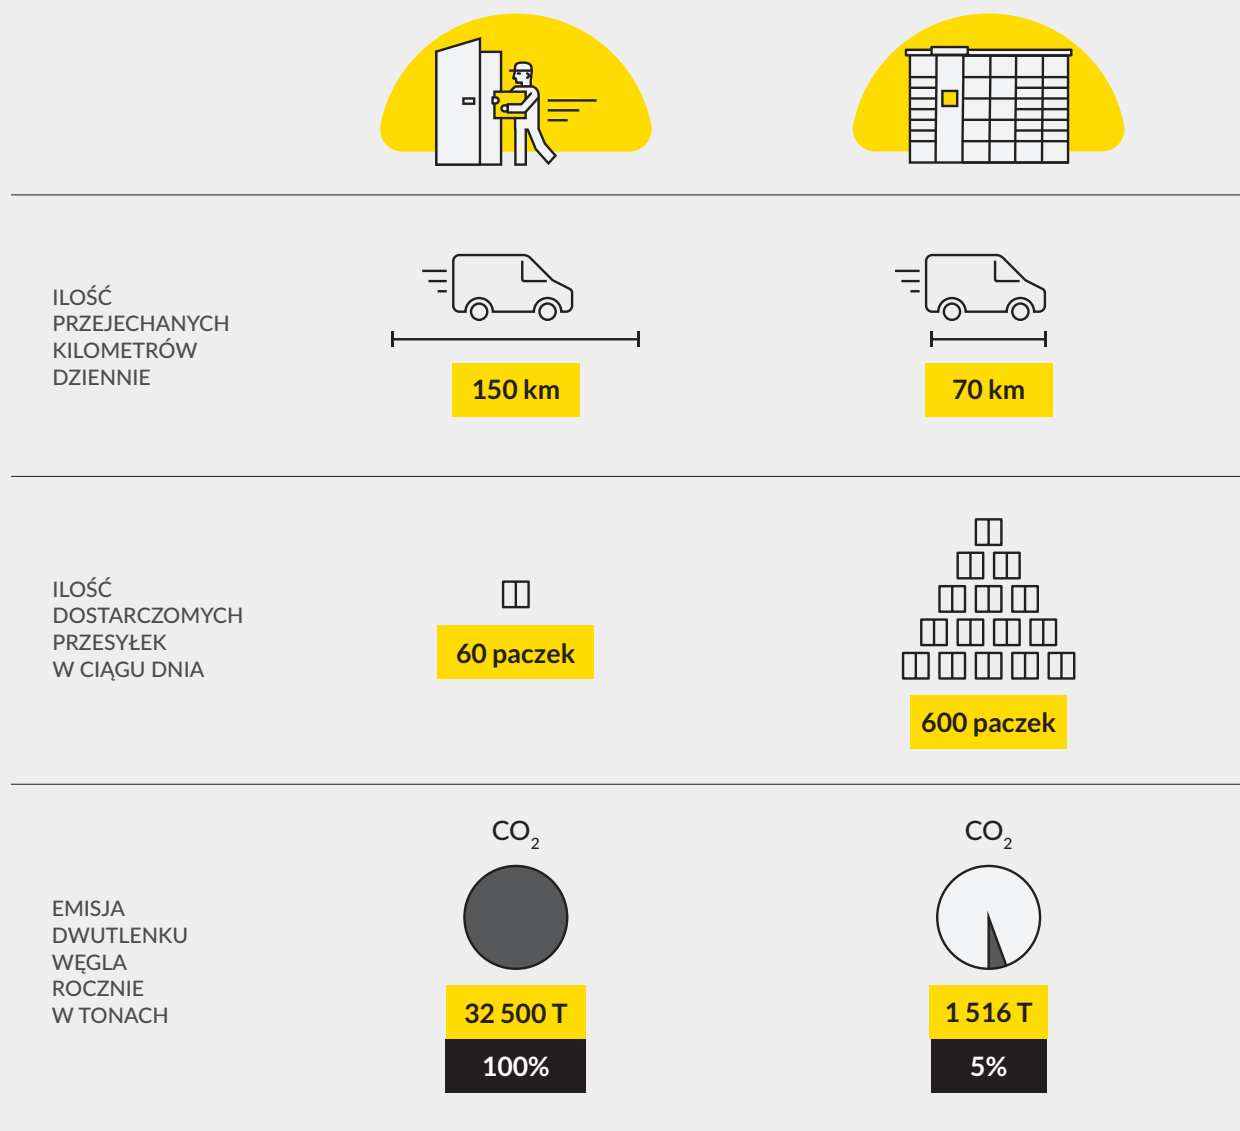 ILOŚĆ
PRZEJECHANYCH
KILOMETRÓW
DZIENNIE
150 km
70 km
ILOŚĆ
DOSTARCZOMYCH
PRZESYŁEK
W CIĄGU DNIA
60 paczek
600 paczek
EMISJA
DWUTLENKU
WĘGLA
ROCZNIE
W TONACH
CO₂
32 500 T
100%
CO₂
1 516 T
5%